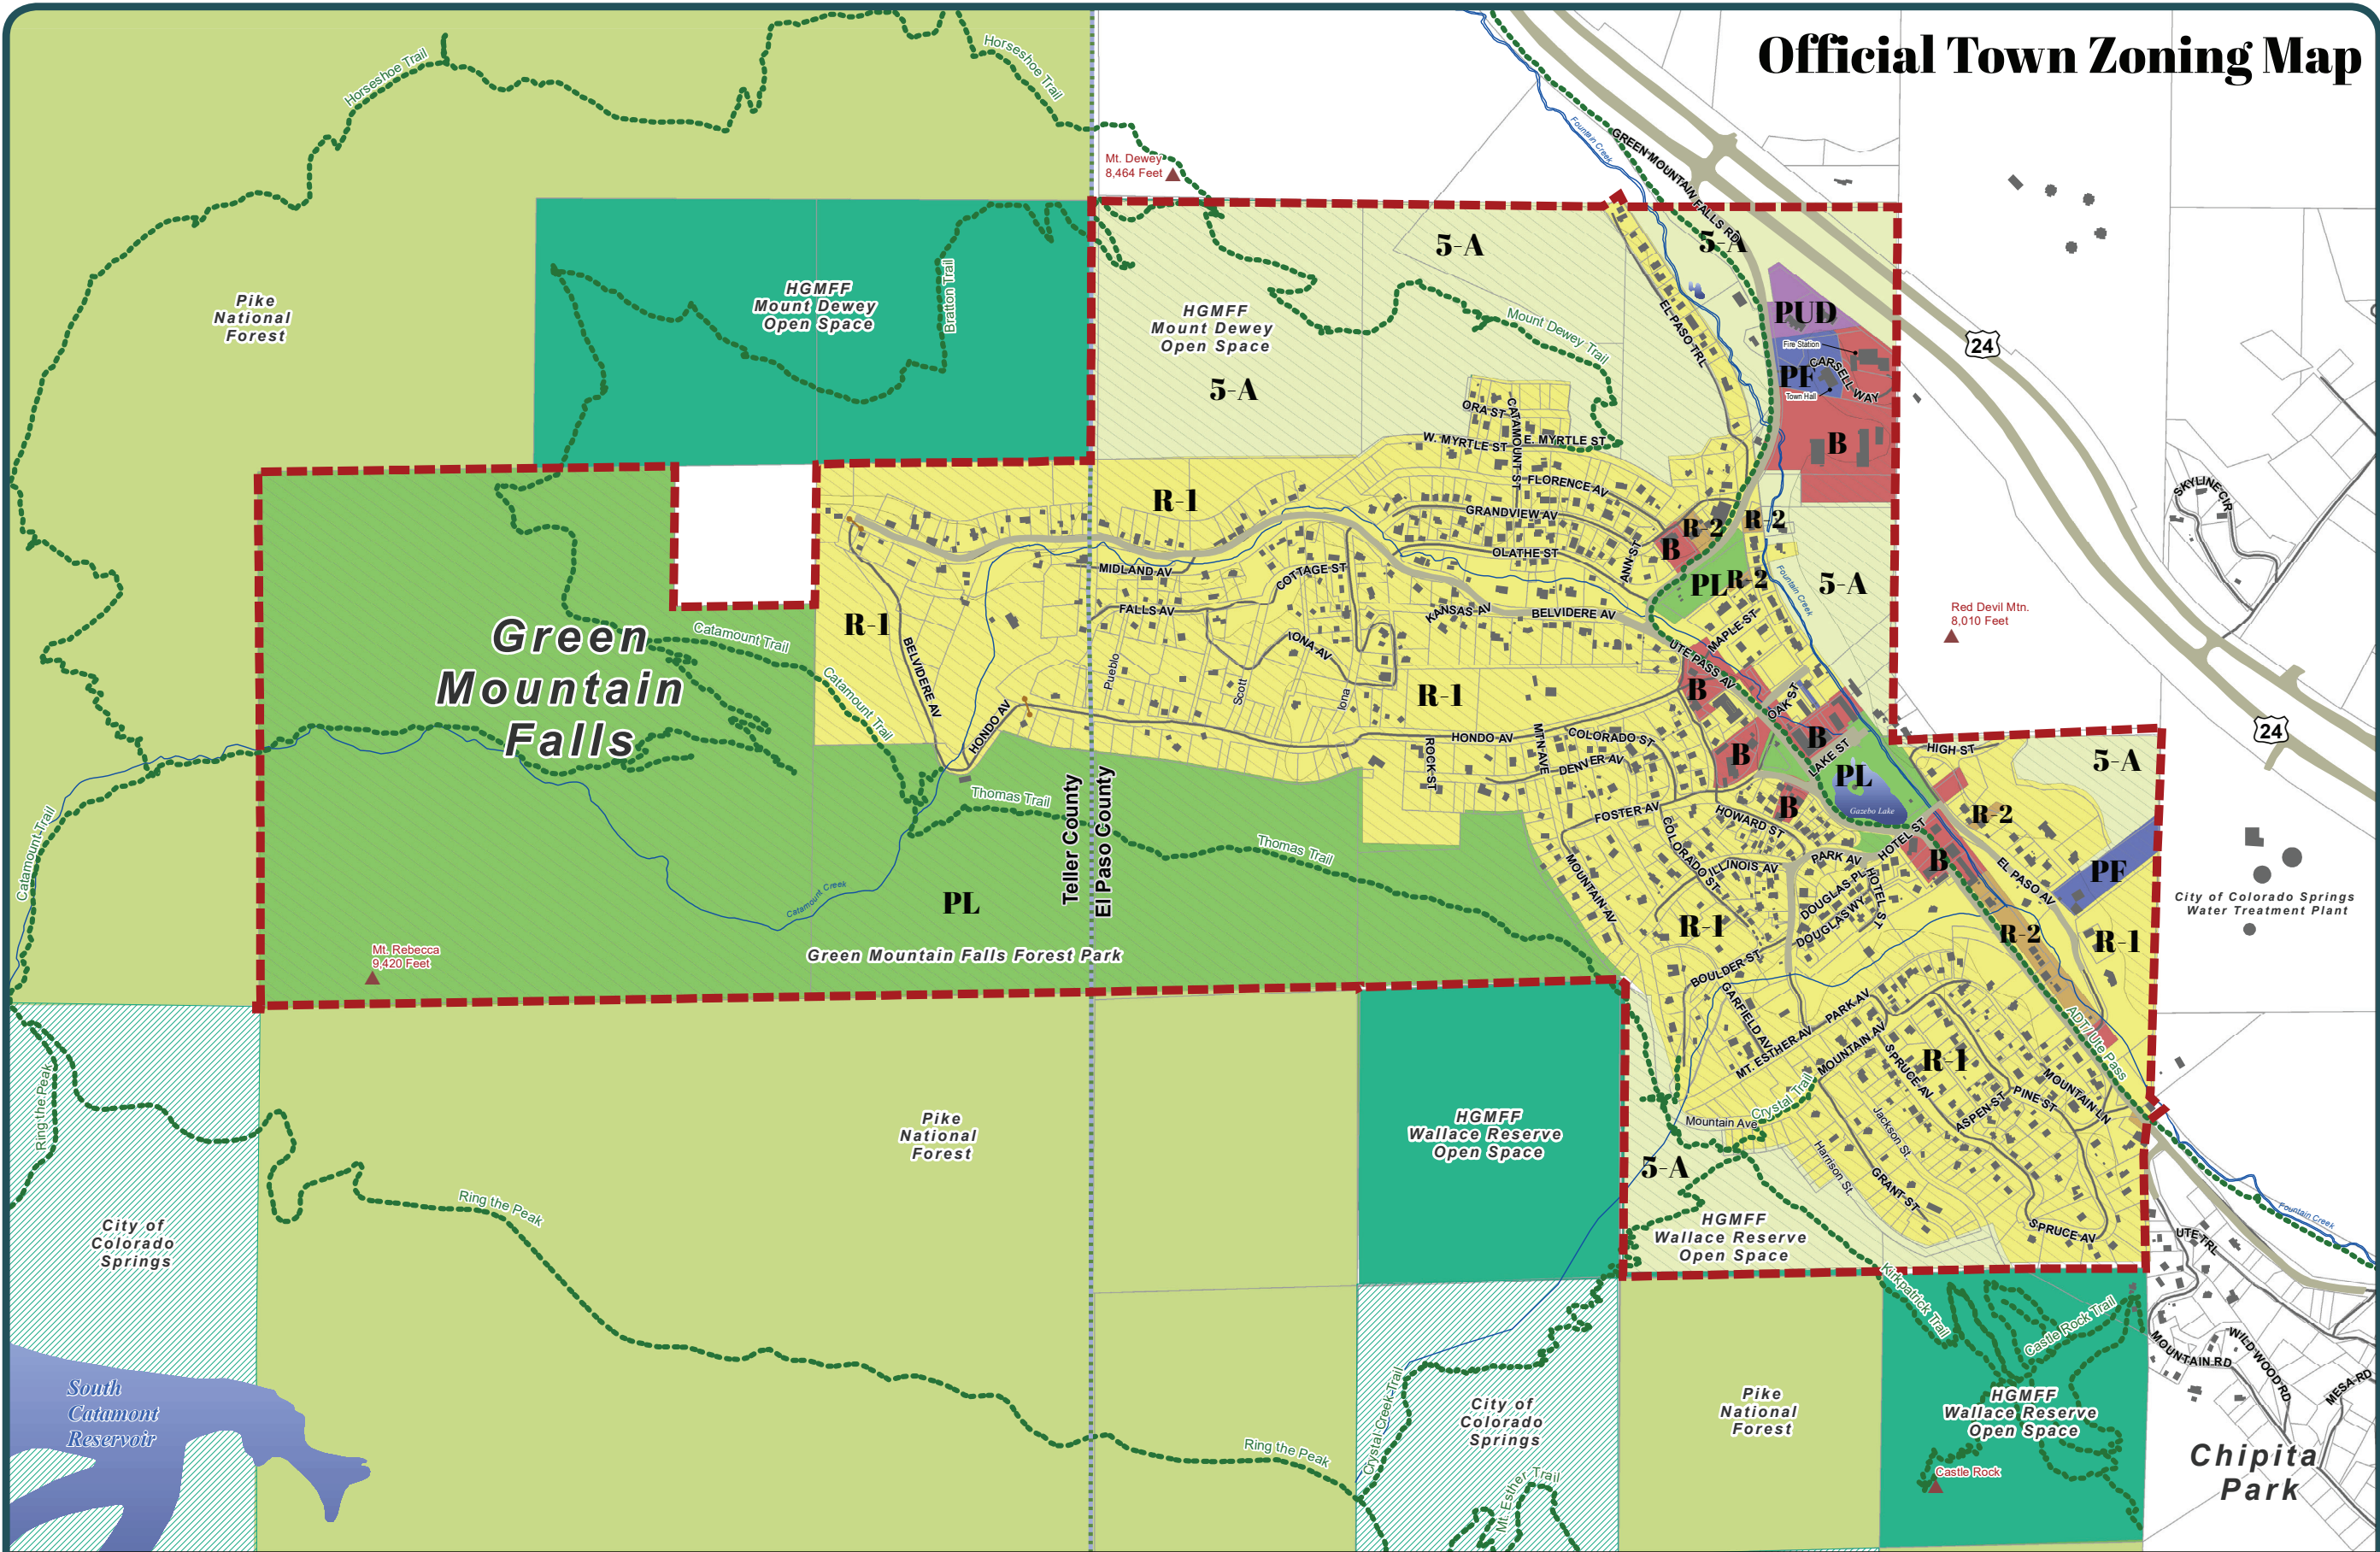 Official Town Zoning Map
Horseshoe Trail
Horseshoe Trail
Fountain Creek
GREEN MOUNTAIN FALLS RD
Mt. Dewey
8,464 Feet
5-A
5-A
Pike
National
Forest
HGMFF
Mount Dewey
Open Space
Bratton Trail
HGMFF
Mount Dewey
Open Space
5-A
Mount Dewey Trail
EL PASO TRL
PUD
Fire Station
PF
CARSELL WAY
Town Hall
B
24
SKYLINE CIR
ORA ST
CATAMOUNT ST
W. MYRTLE ST
E. MYRTLE ST
FLORENCE AV
GRANDVIEW AV
OLATHE ST
ANN ST
R-1
R-2
R-2
B
PL
R-2
5-A
Fountain Creek
MIDLAND AV
COTTAGE ST
FALLS AV
KANSAS AV
BELVIDERE AV
MAPLE ST
UTE PASS AV
IONA AV
R-1
BELVIDERE AV
Pueblo
Scott
Iona
R-1
Red Devil Mtn.
8,010 Feet
Green
Mountain
Falls
Catamount Trail
Catamount Trail
HONDO AV
HONDO AV
ROCK ST
MTN AVE
COLORADO ST
DENVER AV
B
OAK ST
B
B
LAKE ST
PL
Gazebo Lake
B
HIGH ST
5-A
24
R-2
PF
EL PASO AV
City of Colorado Springs
Water Treatment Plant
Catamount Trail
Thomas Trail
Thomas Trail
Teller County
El Paso County
Catamount Creek
PL
Green Mountain Falls Forest Park
Mt. Rebecca
9,420 Feet
FOSTER AV
HOWARD ST
COLORADO ST
ILLINOIS AV
PARK AV
HOTEL ST
HOTEL ST
DOUGLAS PL
DOUGLAS WY
B
MOUNTAIN AV
R-1
R-2
R-1
BOULDER ST
GARFIELD AV
PARK AV
MT. ESTHER AV
MOUNTAIN AV
SPRUCE AV
R-1
ADT/ Ute Pass
MOUNTAIN LN
PINE ST
ASPEN ST
Crystal Trail
Mountain Ave
Jackson St.
Harrison St.
GRANT ST
SPRUCE AV
5-A
HGMFF
Wallace Reserve
Open Space
HGMFF
Wallace Reserve
Open Space
Pike
National
Forest
Ring the Peak
Ring the Peak
City of
Colorado
Springs
Fountain Creek
UTE TRL
Kirkpatrick Trail
Castle Rock Trail
MOUNTAIN RD
WILD WOOD RD
MESA RD
South
Catamont
Reservoir
Crystal Creek Trail
City of
Colorado
Springs
Ring the Peak
Mt. Esther Trail
Pike
National
Forest
HGMFF
Wallace Reserve
Open Space
Castle Rock
Chipita
Park